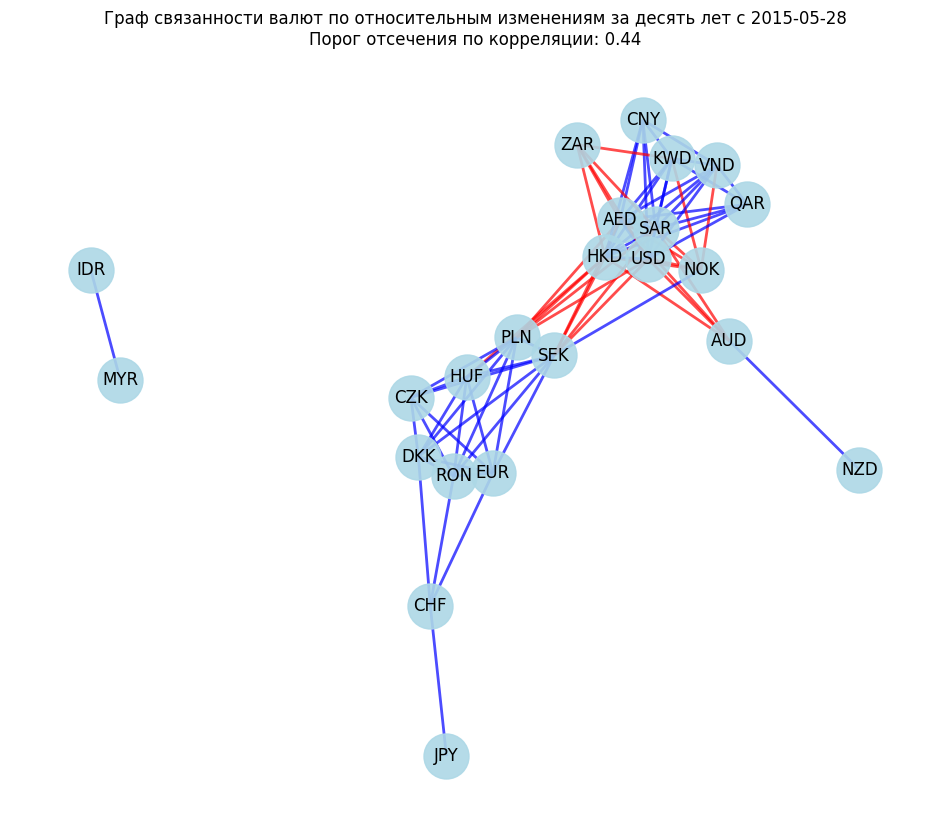 Граф связанности валют по относительным изменениям за десять лет с 2015-05-28
Порог отсечения по корреляции: 0.44
CNY
ZAR
KWD
VND
QAR
AED
SAR
HKD
USD
NOK
IDR
PLN
AUD
SEK
HUF
MYR
CZK
DKK
RON
EUR
NZD
CHF
JPY